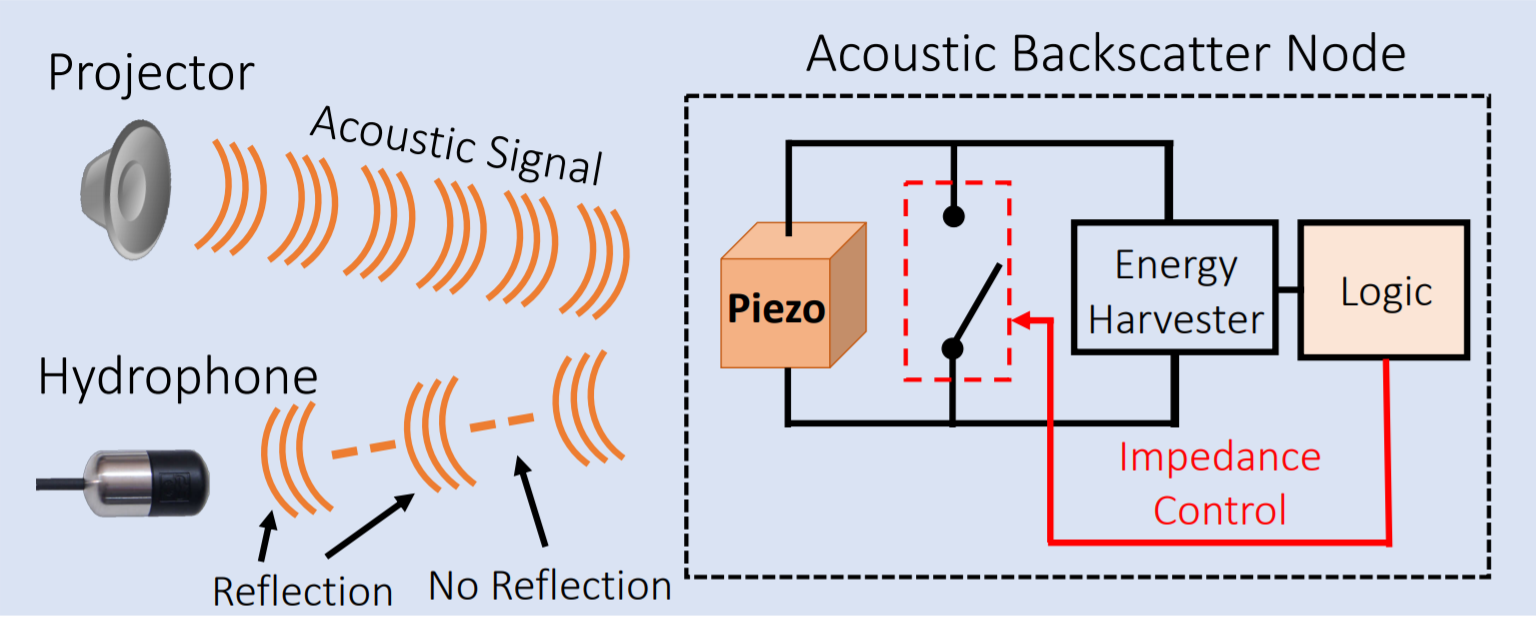 Projector
Acoustic Signal
Hydrophone
Reflection
No Reflection
Acoustic Backscatter Node
Piezo
Energy
Harvester
Logic
Impedance
Control